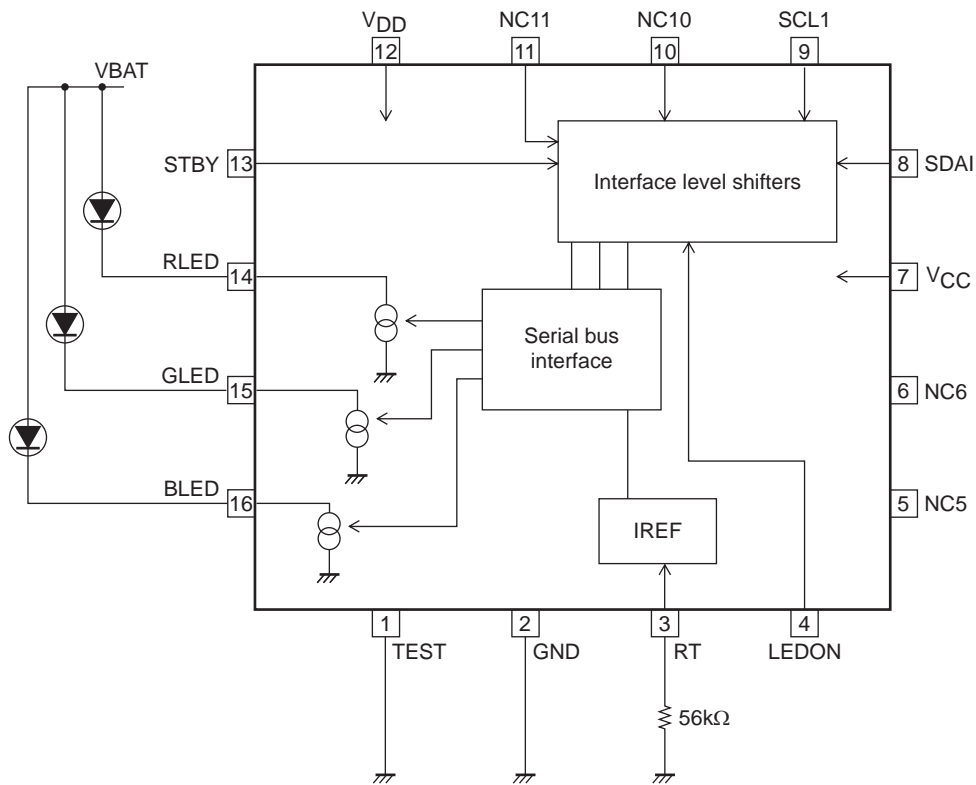 VDD
NC11
NC10
SCL1
12
11
10
9
VBAT
STBY
13
Interface level shifters
8
SDAI
RLED
14
7
VCC
Serial bus
interface
GLED
15
6
NC6
BLED
16
5
NC5
IREF
1
2
3
4
TEST
GND
RT
LEDON
56kΩ